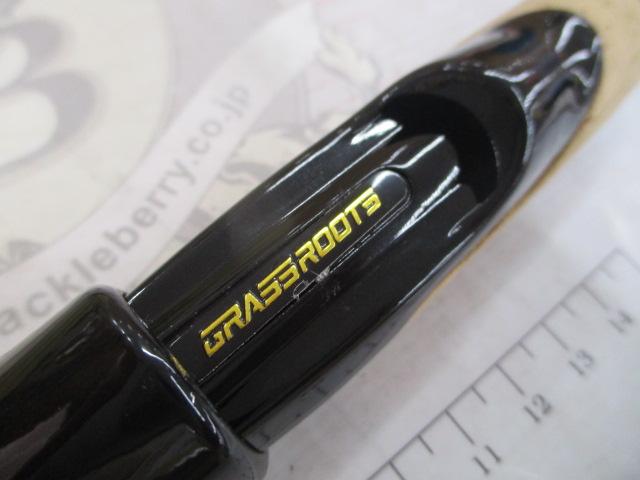 GRASSROOTS
ackleberry.co.jp
11 12 13 14